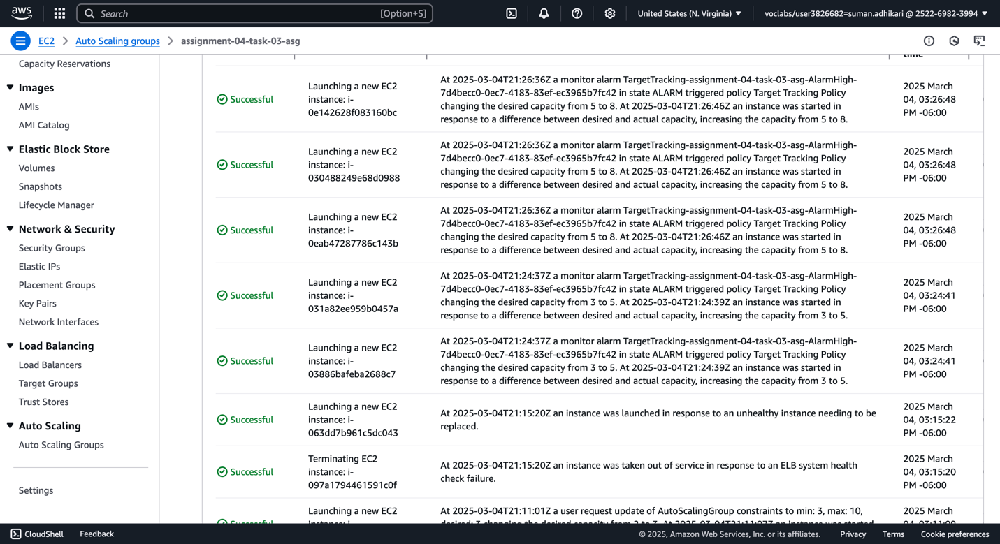 aws
Search
[Option+S]
United States (N. Virginia)
voclabs/user3826682=suman.adhikari @ 2522-6982-3994
EC2
Auto Scaling groups
assignment-04-task-03-asg
Capacity Reservations
Images
AMIs
AMI Catalog
Elastic Block Store
Volumes
Snapshots
Lifecycle Manager
Network & Security
Security Groups
Elastic IPs
Placement Groups
Key Pairs
Network Interfaces
Load Balancing
Load Balancers
Target Groups
Trust Stores
Auto Scaling
Auto Scaling Groups
Settings
time
Successful
Launching a new EC2
instance: i-
0e142628f083160bc
At 2025-03-04T21:26:36Z a monitor alarm TargetTracking-assignment-04-task-03-asg-AlarmHigh-
7d4becc0-0ec7-4183-83ef-ec3965b7fc42 in state ALARM triggered policy Target Tracking Policy
changing the desired capacity from 5 to 8. At 2025-03-04T21:26:46Z an instance was started in
response to a difference between desired and actual capacity, increasing the capacity from 5 to 8.
2025 March
04, 03:26:48
PM -06:00
Successful
Launching a new EC2
instance: i-
030488249e68d0988
At 2025-03-04T21:26:36Z a monitor alarm TargetTracking-assignment-04-task-03-asg-AlarmHigh-
7d4becc0-0ec7-4183-83ef-ec3965b7fc42 in state ALARM triggered policy Target Tracking Policy
changing the desired capacity from 5 to 8. At 2025-03-04T21:26:46Z an instance was started in
response to a difference between desired and actual capacity, increasing the capacity from 5 to 8.
2025 March
04, 03:26:48
PM -06:00
Successful
Launching a new EC2
instance: i-
0eab47287786c143b
At 2025-03-04T21:26:36Z a monitor alarm TargetTracking-assignment-04-task-03-asg-AlarmHigh-
7d4becc0-0ec7-4183-83ef-ec3965b7fc42 in state ALARM triggered policy Target Tracking Policy
changing the desired capacity from 5 to 8. At 2025-03-04T21:26:46Z an instance was started in
response to a difference between desired and actual capacity, increasing the capacity from 5 to 8.
2025 March
04, 03:26:48
PM -06:00
Successful
Launching a new EC2
instance: i-
031a82ee959b0457a
At 2025-03-04T21:24:37Z a monitor alarm TargetTracking-assignment-04-task-03-asg-AlarmHigh-
7d4becc0-0ec7-4183-83ef-ec3965b7fc42 in state ALARM triggered policy Target Tracking Policy
changing the desired capacity from 3 to 5. At 2025-03-04T21:24:39Z an instance was started in
response to a difference between desired and actual capacity, increasing the capacity from 3 to 5.
2025 March
04, 03:24:41
PM -06:00
Successful
Launching a new EC2
instance: i-
03886bafeba2688c7
At 2025-03-04T21:24:37Z a monitor alarm TargetTracking-assignment-04-task-03-asg-AlarmHigh-
7d4becc0-0ec7-4183-83ef-ec3965b7fc42 in state ALARM triggered policy Target Tracking Policy
changing the desired capacity from 3 to 5. At 2025-03-04T21:24:39Z an instance was started in
response to a difference between desired and actual capacity, increasing the capacity from 3 to 5.
2025 March
04, 03:24:41
PM -06:00
Successful
Launching a new EC2
instance: i-
063dd7b961c5dc043
At 2025-03-04T21:15:20Z an instance was launched in response to an unhealthy instance needing to be
replaced.
2025 March
04, 03:15:22
PM -06:00
Successful
Terminating EC2
instance: i-
097a1794461591c0f
At 2025-03-04T21:15:20Z an instance was taken out of service in response to an ELB system health
check failure.
2025 March
04, 03:15:20
PM -06:00
Successful
Launching a new EC2
instance: i-
At 2025-03-04T21:11:01Z a user request update of AutoScalingGroup constraints to min: 3, max: 10,
desired: 3 changing the desired capacity from 2 to 3. At 2025-03-04T21:11:07Z an instance was started
2025 March
04, 03:11:09
CloudShell
Feedback
© 2025, Amazon Web Services, Inc. or its affiliates.
Privacy
Terms
Cookie preferences